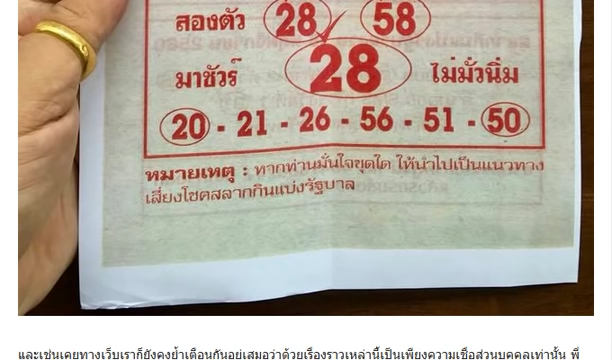 สองตัว 28 58
มาชัวร์ 28 ไม่มั่วนิ่ม
20 - 21 - 26 - 56 - 51 - 50
หมายเหตุ : หากท่านมั่นใจชุดใด ให้นำไปเป็นแนวทาง
เสี่ยงโชคสลากกินแบ่งรัฐบาล
และเช่นเคยทางเว็บเราก็ยังคงย้ำเตือนกันอยู่เสมอว่าด้วยเรื่องราวเหล่านี้เป็นเพียงความเชื่อส่วนบุคคลเท่านั้น พี่